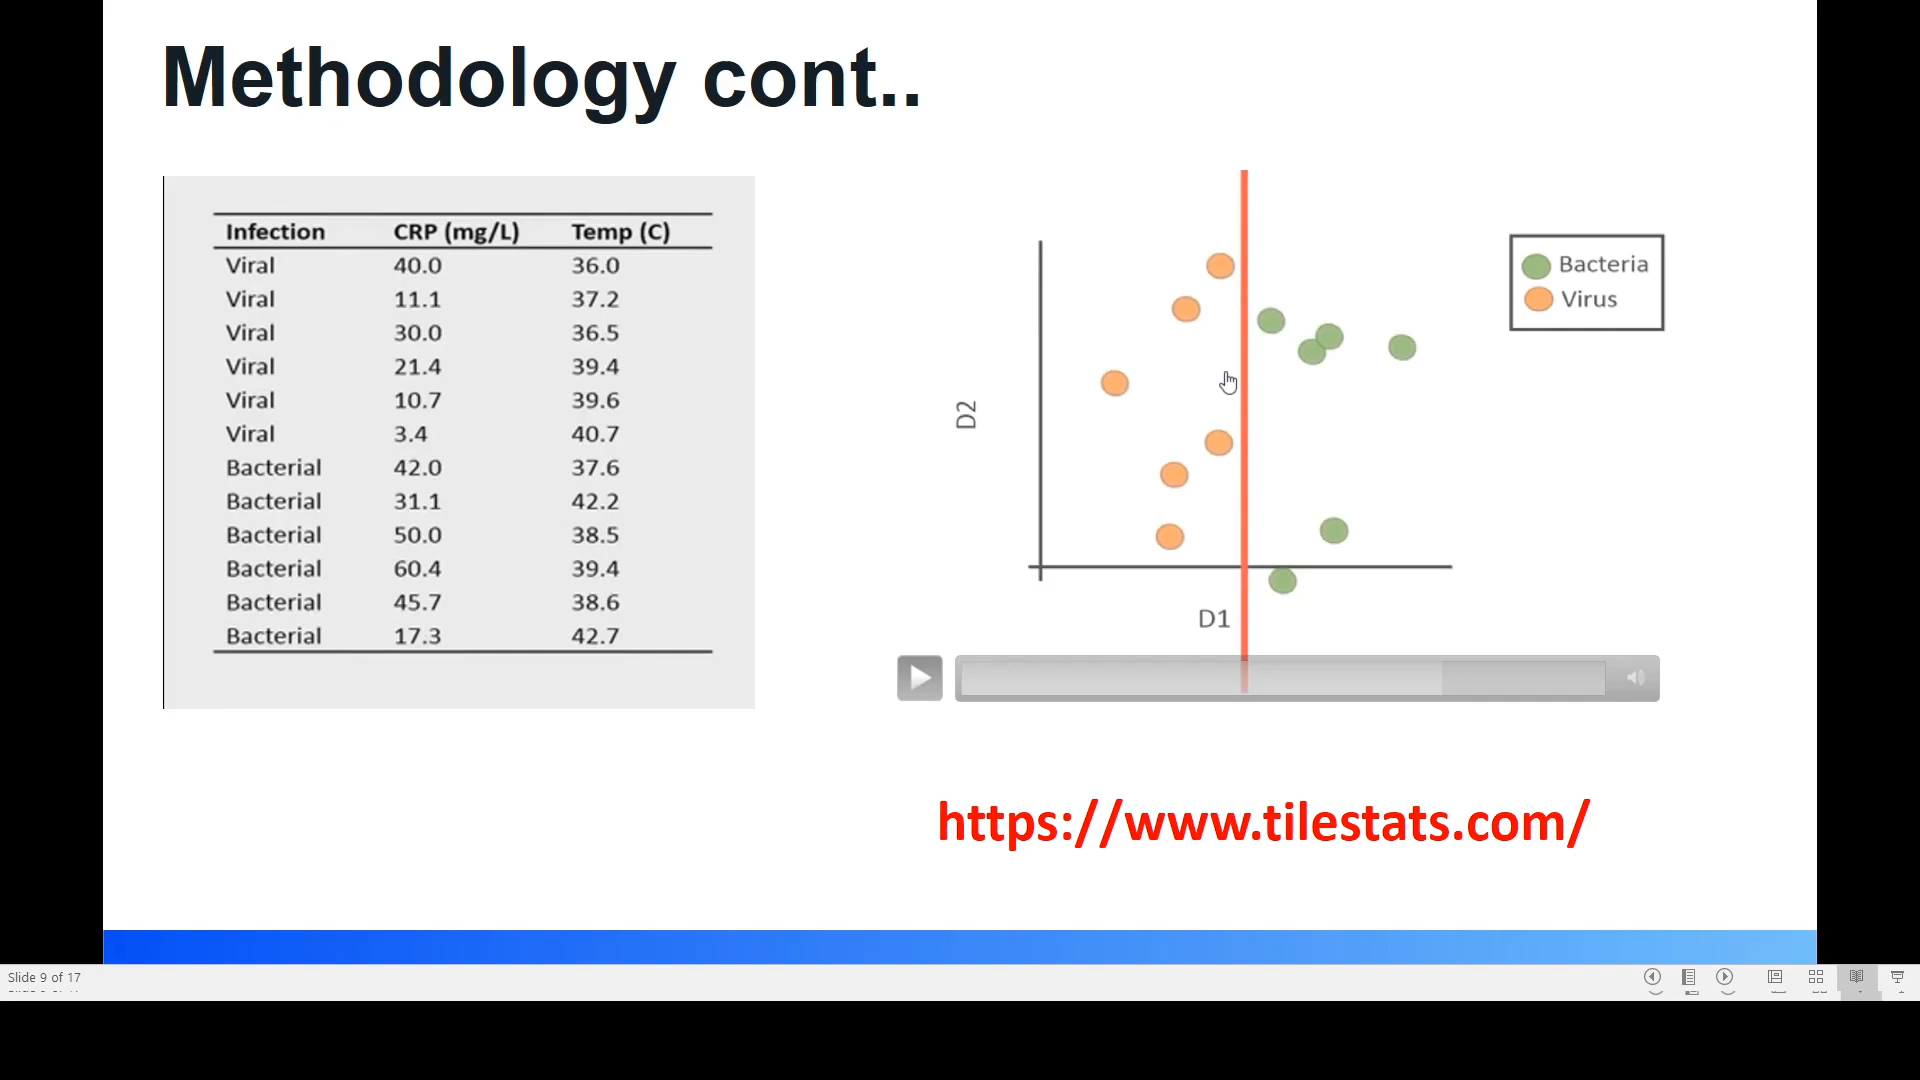 Methodology cont..
Infection CRP (mg/L) Temp (C)
Viral 40.0 36.0
Viral 11.1 37.2
Viral 30.0 36.5
Viral 21.4 39.4
Viral 10.7 39.6
Viral 3.4 40.7
Bacterial 42.0 37.6
Bacterial 31.1 42.2
Bacterial 50.0 38.5
Bacterial 60.4 39.4
Bacterial 45.7 38.6
Bacterial 17.3 42.7
Bacteria
Virus
D2
D1
https://www.tilestats.com/
Slide 9 of 17